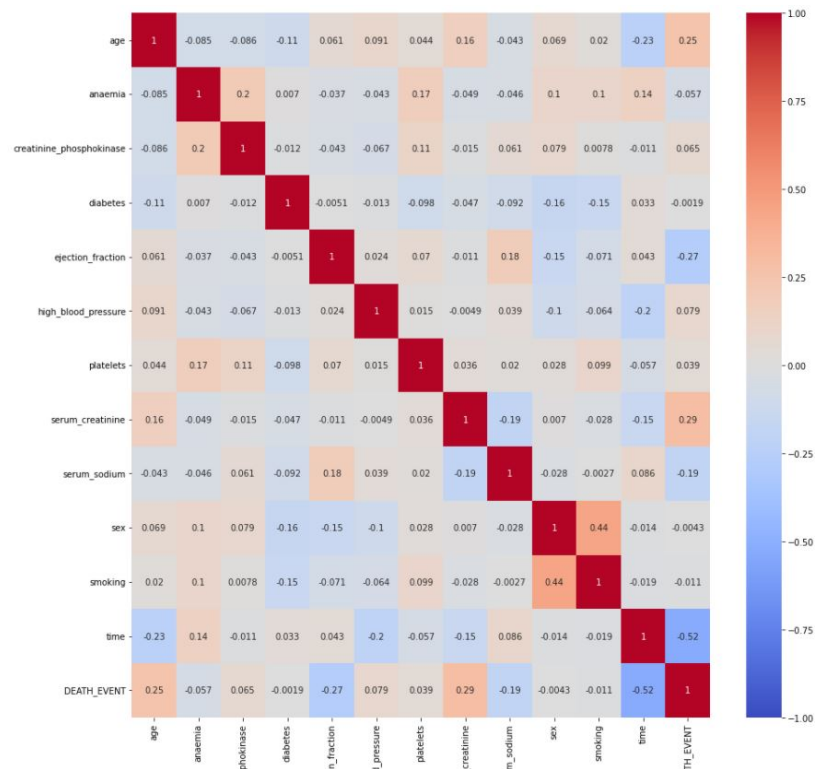 age 1 -0.085 -0.086 -0.11 0.061 0.091 0.044 0.16 -0.043 0.069 0.02 -0.23 0.25
anaemia -0.085 1 0.2 0.007 -0.037 -0.043 0.17 -0.049 -0.046 0.1 0.1 0.14 -0.057
creatinine_phosphokinase -0.086 0.2 1 -0.012 -0.043 -0.067 0.11 -0.015 0.061 0.079 0.0078 -0.011 0.065
diabetes -0.11 0.007 -0.012 1 -0.0051 -0.013 -0.098 -0.047 -0.092 -0.16 -0.15 0.033 -0.0019
ejection_fraction 0.061 -0.037 -0.043 -0.0051 1 0.024 0.07 -0.011 0.18 -0.15 -0.071 0.043 -0.27
high_blood_pressure 0.091 -0.043 -0.067 -0.013 0.024 1 0.015 -0.0049 0.039 -0.1 -0.064 -0.2 0.079
platelets 0.044 0.17 0.11 -0.098 0.07 0.015 1 0.036 0.02 0.028 0.099 -0.057 0.039
serum_creatinine 0.16 -0.049 -0.015 -0.047 -0.011 -0.0049 0.036 1 -0.19 0.007 -0.028 -0.15 0.29
serum_sodium -0.043 -0.046 0.061 -0.092 0.18 0.039 0.02 -0.19 1 -0.028 -0.0027 0.086 -0.19
sex 0.069 0.1 0.079 -0.16 -0.15 -0.1 0.028 0.007 -0.028 1 0.44 -0.014 -0.0043
smoking 0.02 0.1 0.0078 -0.15 -0.071 -0.064 0.099 -0.028 -0.0027 0.44 1 -0.019 -0.011
time -0.23 0.14 -0.011 0.033 0.043 -0.2 -0.057 -0.15 0.086 -0.014 -0.019 1 -0.52
DEATH_EVENT 0.25 -0.057 0.065 -0.0019 -0.27 0.079 0.039 0.29 -0.19 -0.0043 -0.011 -0.52 1
age
anaemia
phokinase
diabetes
n_fraction
d_pressure
platelets
creatinine
m_sodium
sex
smoking
time
TH_EVENT
1.00
0.75
0.50
0.25
0.00
−0.25
−0.50
−0.75
−1.00